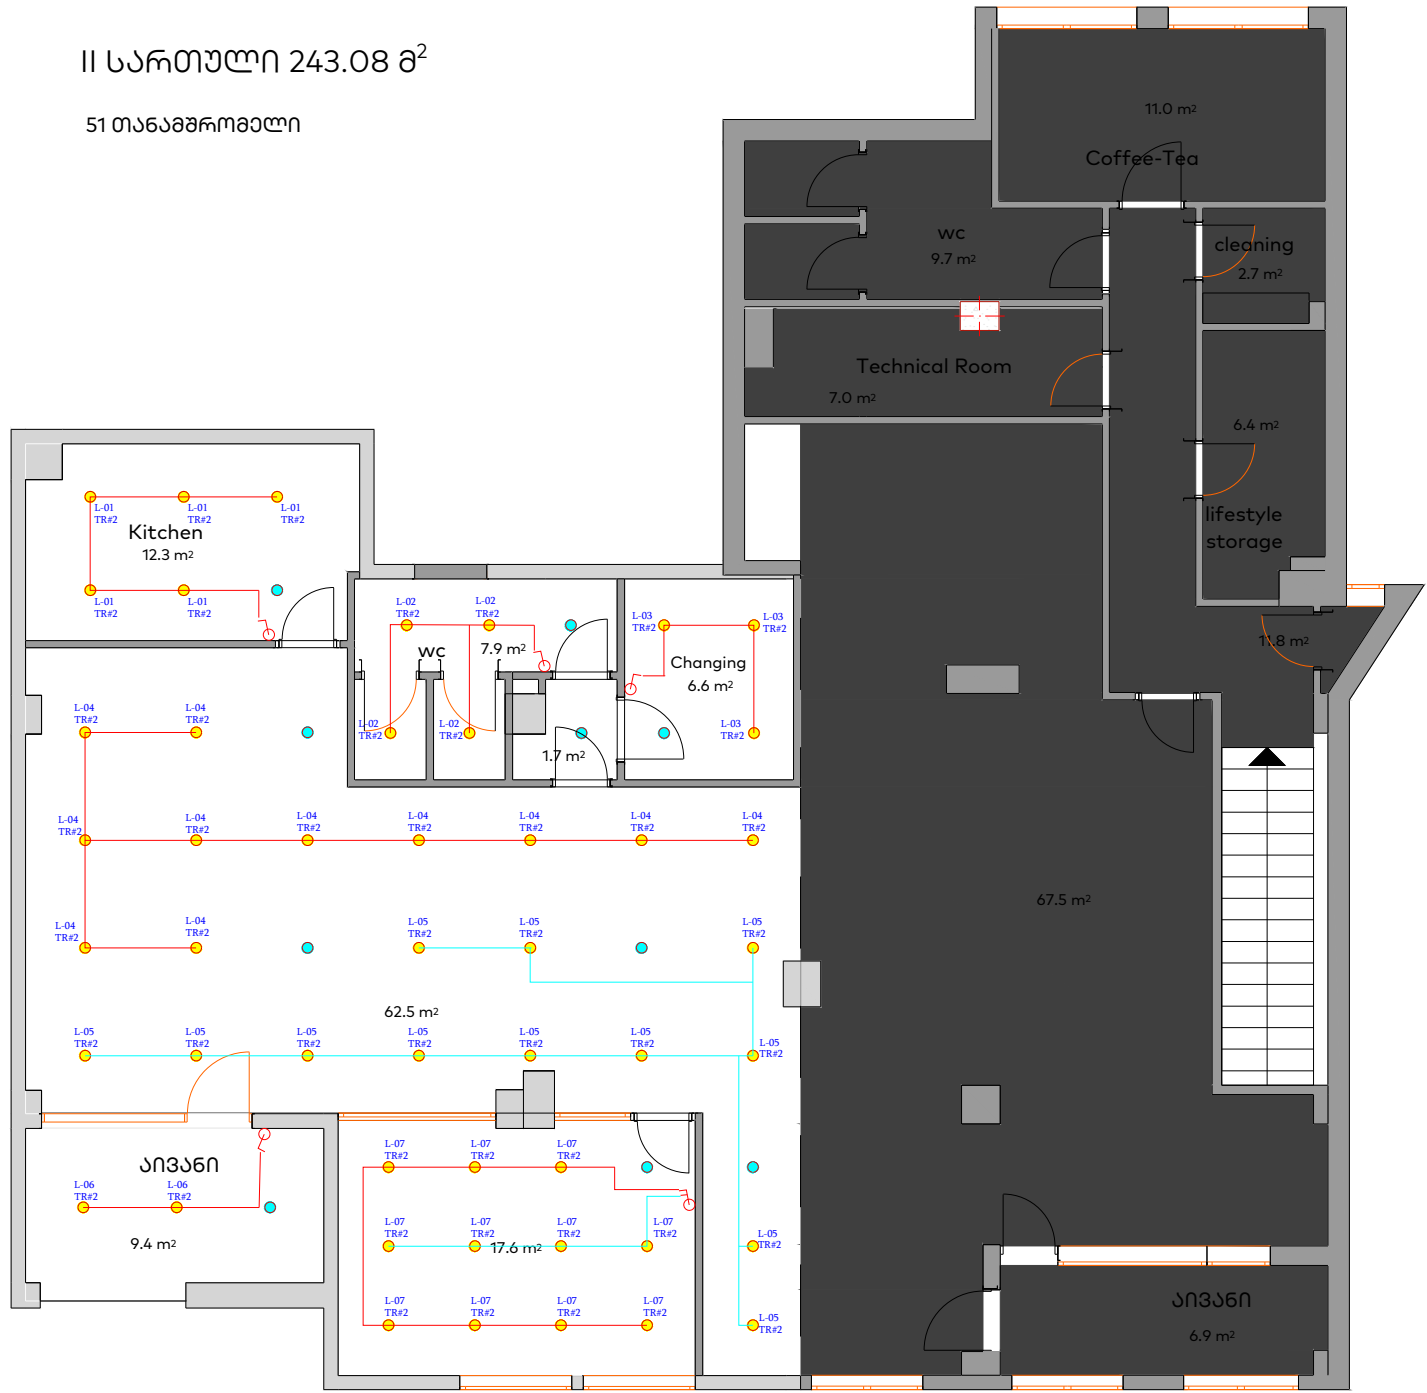 II ᲡᲐᲠᲗᲣᲚᲘ 243.08 Მ²
51 ᲗᲐᲜᲐᲛᲨᲠᲝᲛᲔᲚᲘ
11.0 m²
Coffee-Tea
wc
9.7 m²
cleaning
2.7 m²
Technical Room
7.0 m²
6.4 m²
lifestyle
storage
11.8 m²
67.5 m²
ᲐᲘᲕᲐᲜᲘ
6.9 m²
L-01
TR#2
L-01
TR#2
L-01
TR#2
Kitchen
12.3 m²
L-01
TR#2
L-01
TR#2
L-02
TR#2
L-02
TR#2
wc
7.9 m²
L-02
TR#2
L-02
TR#2
1.7 m²
L-03
TR#2
L-03
TR#2
Changing
6.6 m²
L-03
TR#2
L-04
TR#2
L-04
TR#2
L-04
TR#2
L-04
TR#2
L-04
TR#2
L-04
TR#2
L-04
TR#2
L-04
TR#2
L-04
TR#2
L-04
TR#2
L-04
TR#2
L-05
TR#2
L-05
TR#2
L-05
TR#2
62.5 m²
L-05
TR#2
L-05
TR#2
L-05
TR#2
L-05
TR#2
L-05
TR#2
L-05
TR#2
L-05
TR#2
ᲐᲘᲕᲐᲜᲘ
L-06
TR#2
L-06
TR#2
9.4 m²
L-07
TR#2
L-07
TR#2
L-07
TR#2
L-07
TR#2
L-07
TR#2
L-07
TR#2
L-07
TR#2
17.6 m²
L-07
TR#2
L-07
TR#2
L-07
TR#2
L-07
TR#2
L-05
TR#2
L-05
TR#2